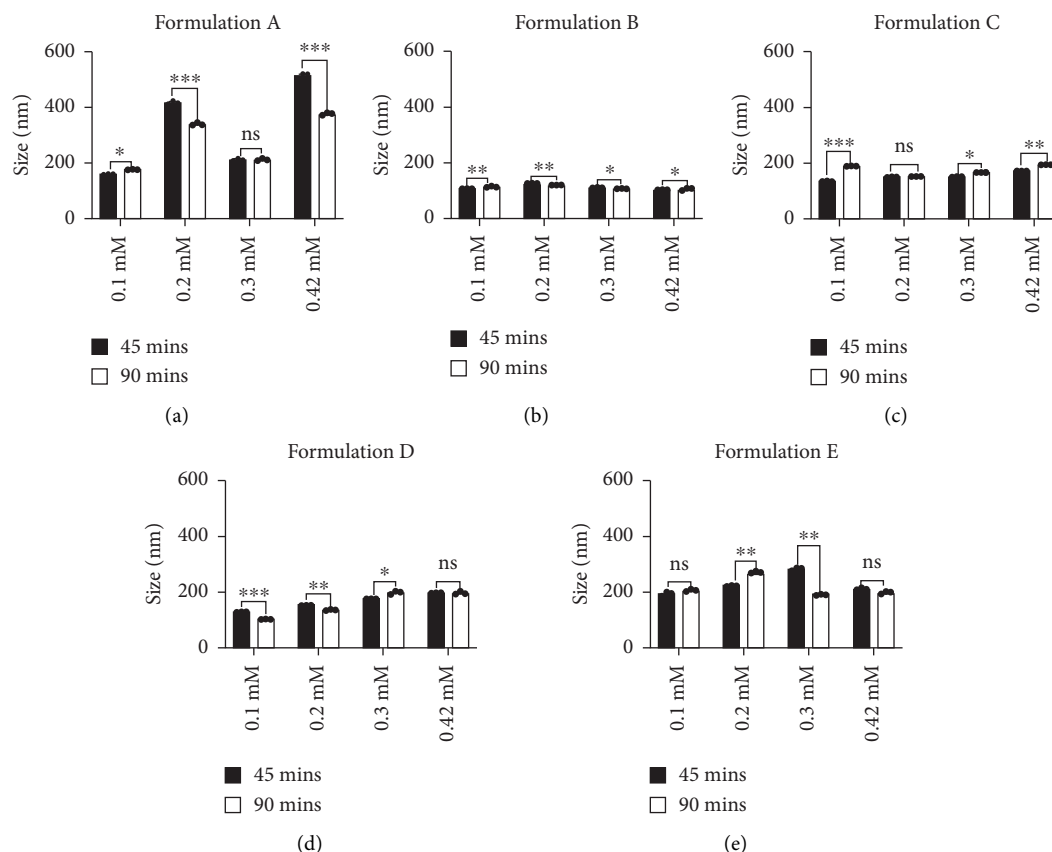 Formulation A
Size (nm)
600
400
200
0
*
***
ns
***
0.1 mM
0.2 mM
0.3 mM
0.42 mM
45 mins
90 mins
(a)
Formulation B
Size (nm)
600
400
200
0
**
**
*
*
0.1 mM
0.2 mM
0.3 mM
0.42 mM
45 mins
90 mins
(b)
Formulation C
Size (nm)
600
400
200
0
***
ns
*
**
0.1 mM
0.2 mM
0.3 mM
0.42 mM
45 mins
90 mins
(c)
Formulation D
Size (nm)
600
400
200
0
***
**
*
ns
0.1 mM
0.2 mM
0.3 mM
0.42 mM
45 mins
90 mins
(d)
Formulation E
Size (nm)
600
400
200
0
ns
**
**
ns
0.1 mM
0.2 mM
0.3 mM
0.42 mM
45 mins
90 mins
(e)